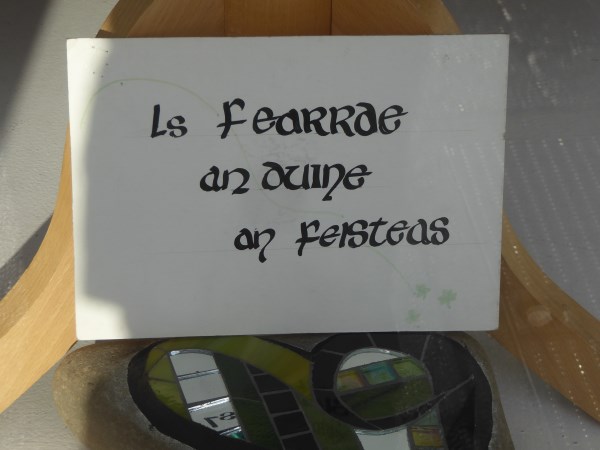 Is fearrde
an duine
an feisteas